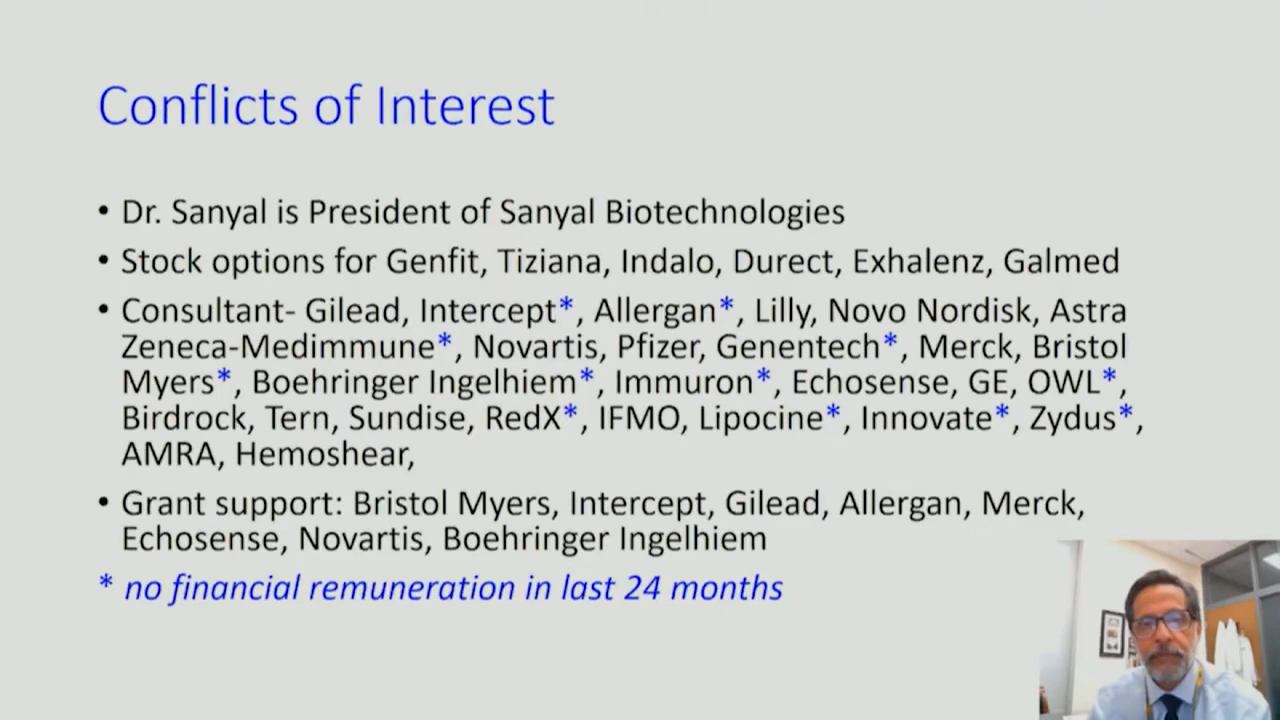 Conflicts of Interest
• Dr. Sanyal is President of Sanyal Biotechnologies
• Stock options for Genfit, Tiziana, Indalo, Durect, Exhalenz, Galmed
• Consultant- Gilead, Intercept*, Allergan*, Lilly, Novo Nordisk, Astra
Zeneca-Medimmune*, Novartis, Pfizer, Genentech*, Merck, Bristol
Myers*, Boehringer Ingelhiem*, Immuron*, Echosense, GE, OWL*,
Birdrock, Tern, Sundise, RedX*, IFMO, Lipocine*, Innovate*, Zydus*,
AMRA, Hemoshear,
• Grant support: Bristol Myers, Intercept, Gilead, Allergan, Merck,
Echosense, Novartis, Boehringer Ingelhiem
* no financial remuneration in last 24 months